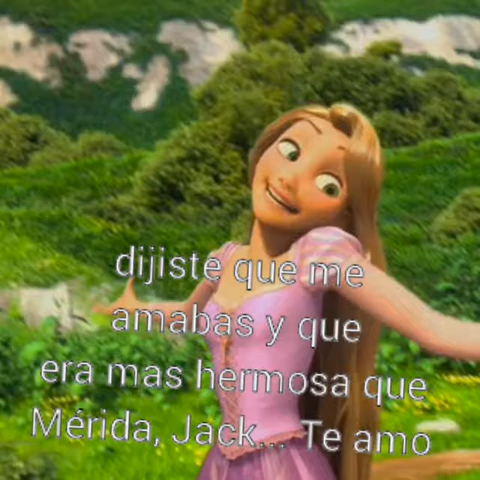 dijiste que me
amabas y que
era mas hermosa que
Mérida, Jack... Te amo